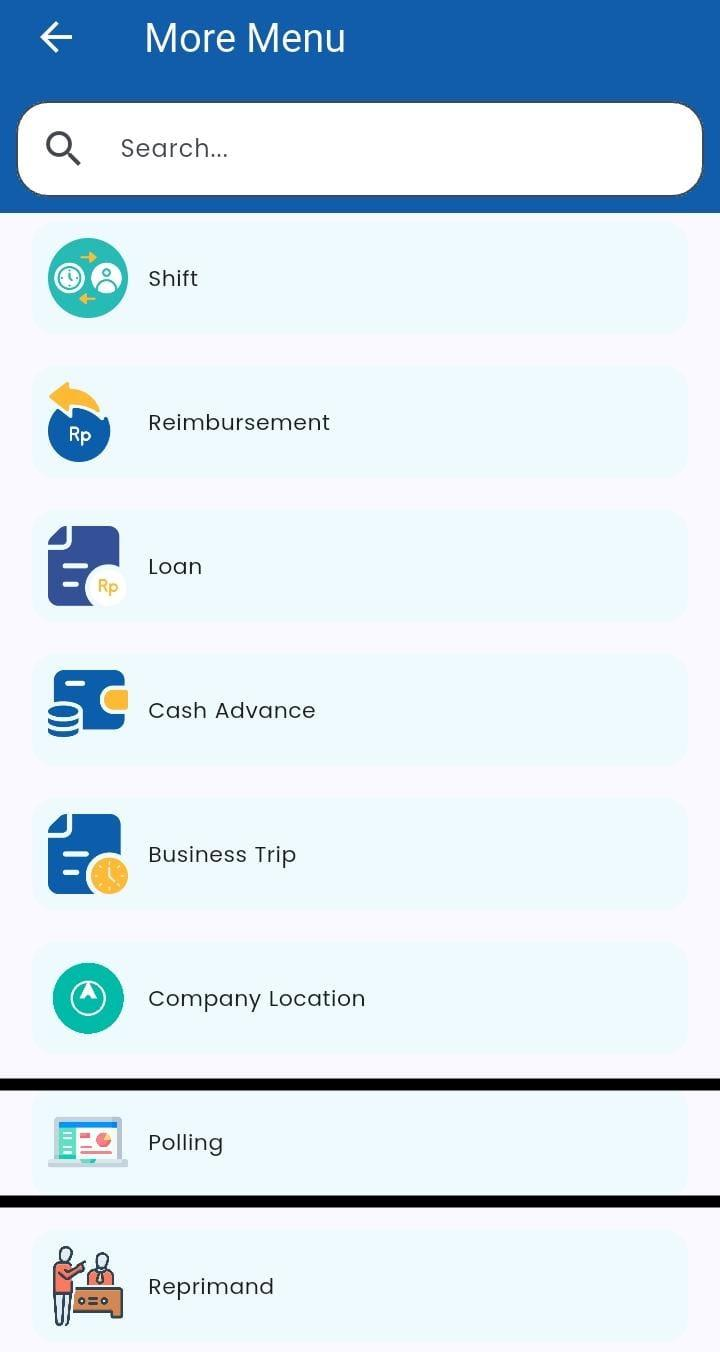 More Menu
Search...
Shift
Rp
Reimbursement
Rp
Loan
Cash Advance
Business Trip
Company Location
Polling
Reprimand